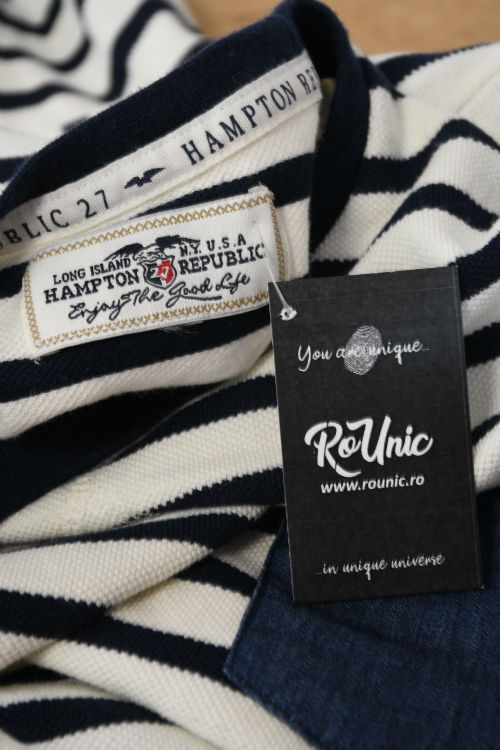 HAMPTON RE
BLIC 27
LONG ISLAND N.Y. U.S.A
HAMPTON REPUBLIC
27
Enjoy The Good Life
You are unique...
RoUnic
www.rounic.ro
...in unique universe